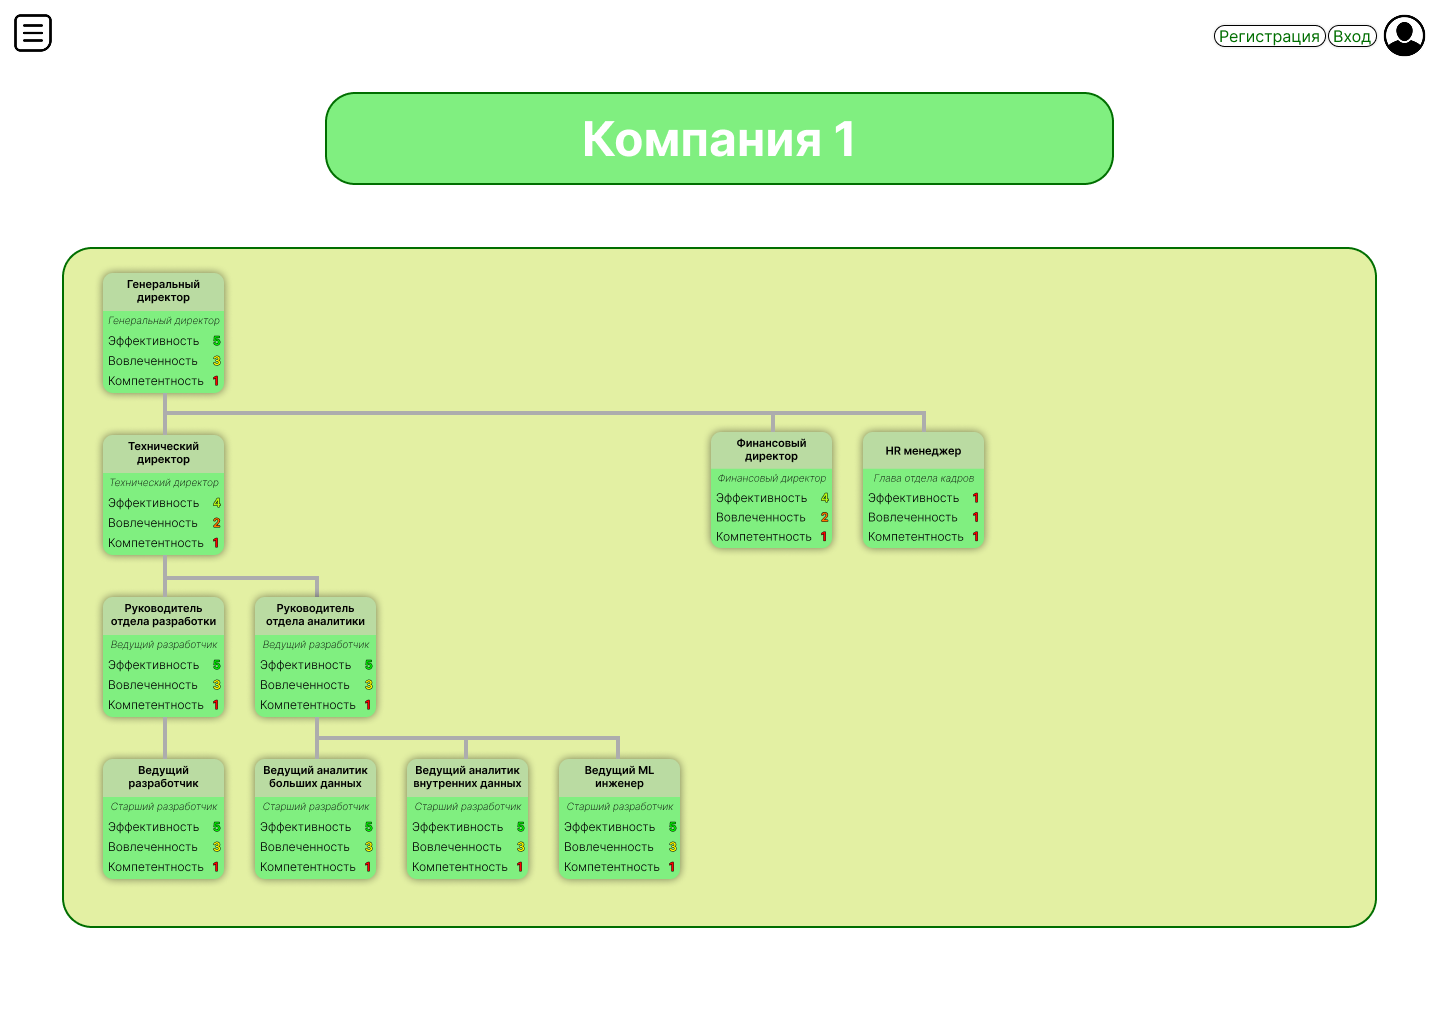 Регистрация
Вход
Компания 1
Генеральный
директор
Генеральный директор
Эффективность 5
Вовлеченность 3
Компетентность 1
Технический
директор
Технический директор
Эффективность 4
Вовлеченность 2
Компетентность 1
Финансовый
директор
Финансовый директор
Эффективность 4
Вовлеченность 2
Компетентность 1
HR менеджер
Глава отдела кадров
Эффективность 1
Вовлеченность 1
Компетентность 1
Руководитель
отдела разработки
Ведущий разработчик
Эффективность 5
Вовлеченность 3
Компетентность 1
Руководитель
отдела аналитики
Ведущий разработчик
Эффективность 5
Вовлеченность 3
Компетентность 1
Ведущий
разработчик
Старший разработчик
Эффективность 5
Вовлеченность 3
Компетентность 1
Ведущий аналитик
больших данных
Старший разработчик
Эффективность 5
Вовлеченность 3
Компетентность 1
Ведущий аналитик
внутренних данных
Старший разработчик
Эффективность 5
Вовлеченность 3
Компетентность 1
Ведущий ML
инженер
Старший разработчик
Эффективность 5
Вовлеченность 3
Компетентность 1